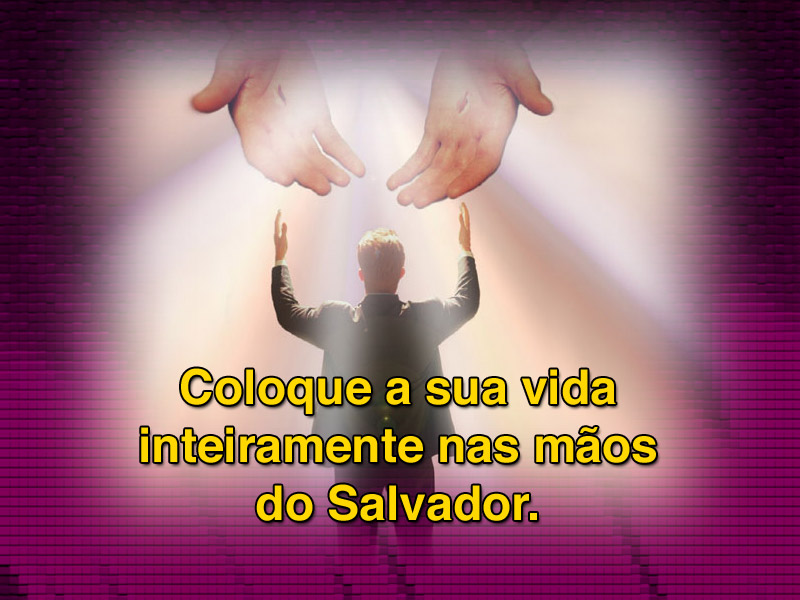 Coloque a sua vida
inteiramente nas mãos
do Salvador.